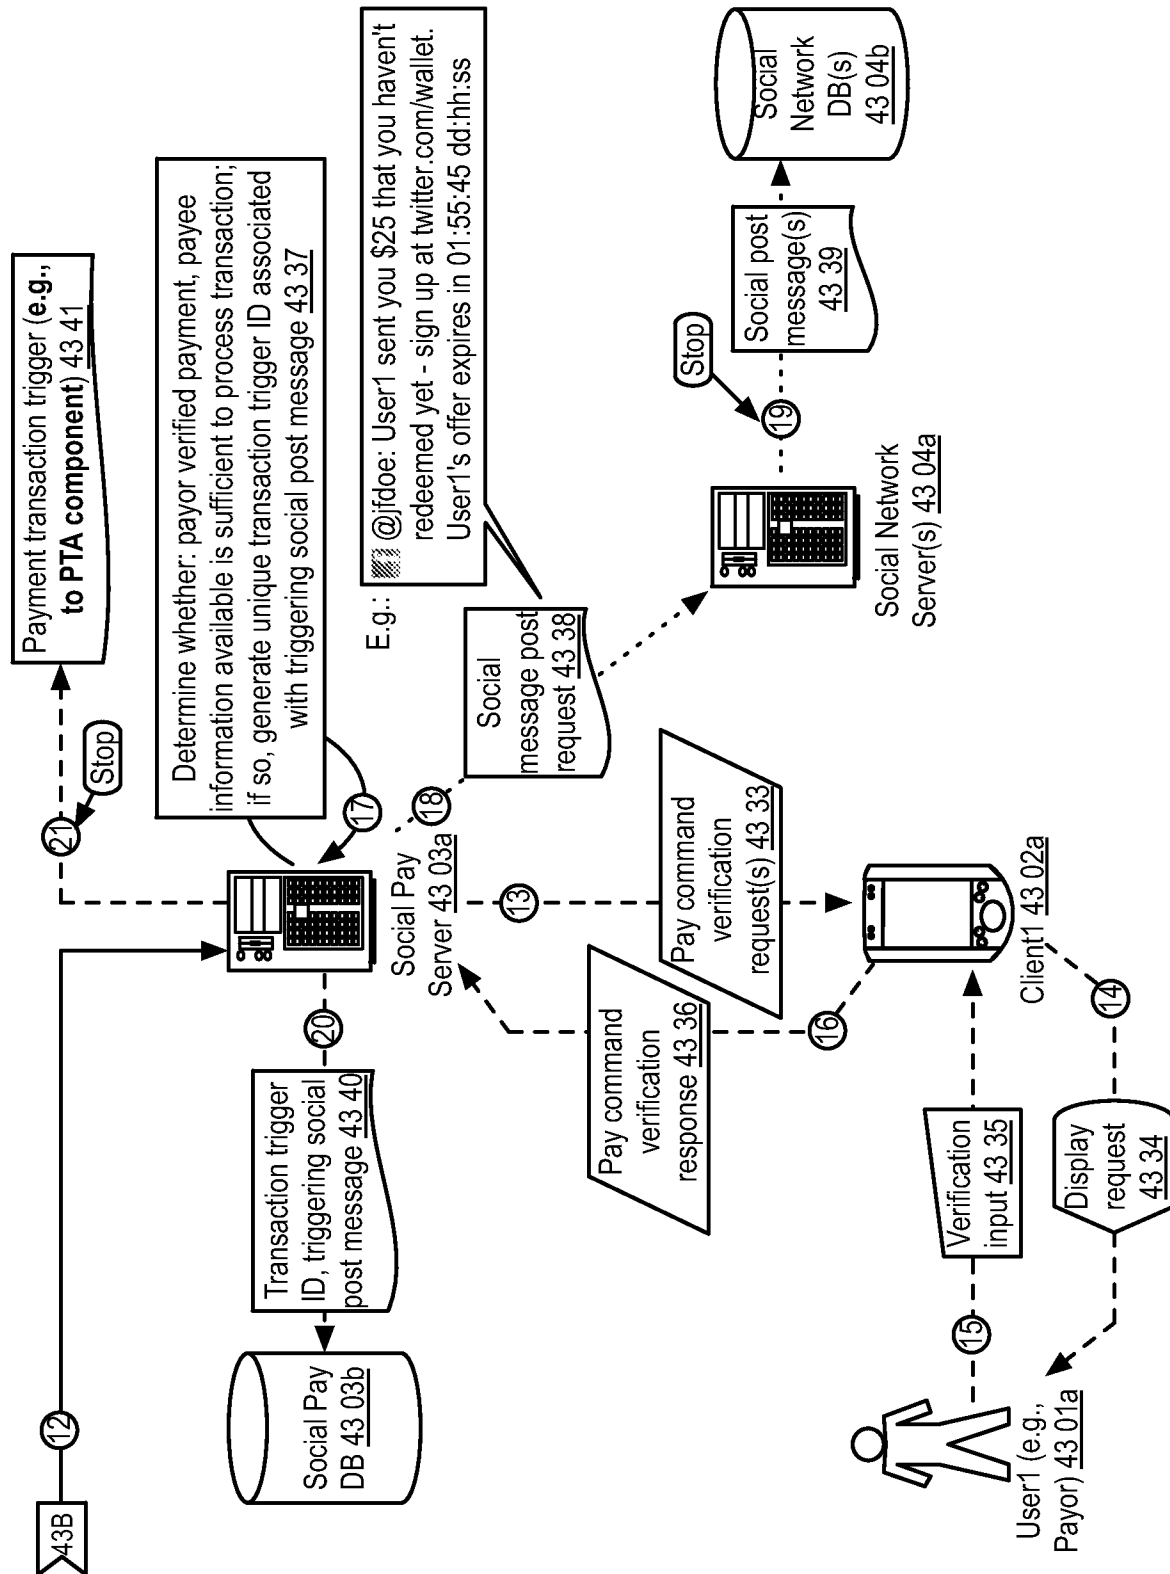 43B
12
Payment transaction trigger (e.g.,
to PTA component) 43 41
21
Stop
Determine whether: payor verified payment, payee
information available is sufficient to process transaction;
if so, generate unique transaction trigger ID associated
with triggering social post message 43 37
17
E.g.:
@jfdoe: User1 sent you $25 that you haven't
redeemed yet - sign up at twitter.com/wallet.
User1's offer expires in 01:55:45 dd:hh:ss
Social Pay
DB 43 03b
Transaction trigger
ID, triggering social
post message 43 40
20
Social Pay
Server 43 03a
18
Social
message post
request 43 38
13
Pay command
verification
request(s) 43 33
Pay command
verification
response 43 36
16
Stop
19
Social post
message(s)
43 39
Social
Network
DB(s)
43 04b
Social Network
Server(s) 43 04a
User1 (e.g.,
Payor) 43 01a
15
Verification
input 43 35
Client1 43 02a
14
Display
request
43 34